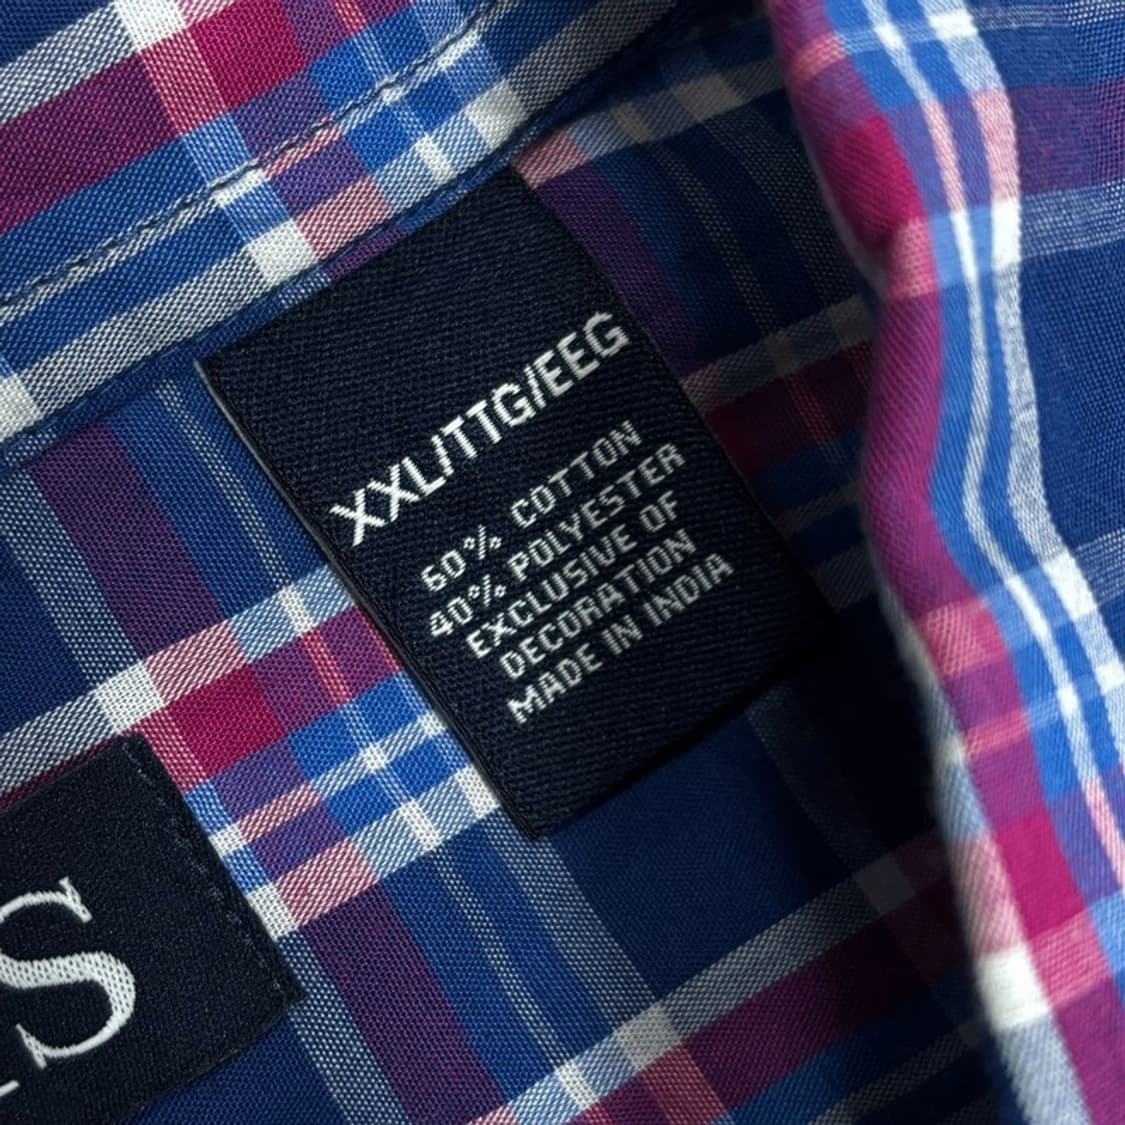 XXL/TTG/EEG
60% COTTON
40% POLYESTER
EXCLUSIVE OF
DECORATION
MADE IN INDIA
S